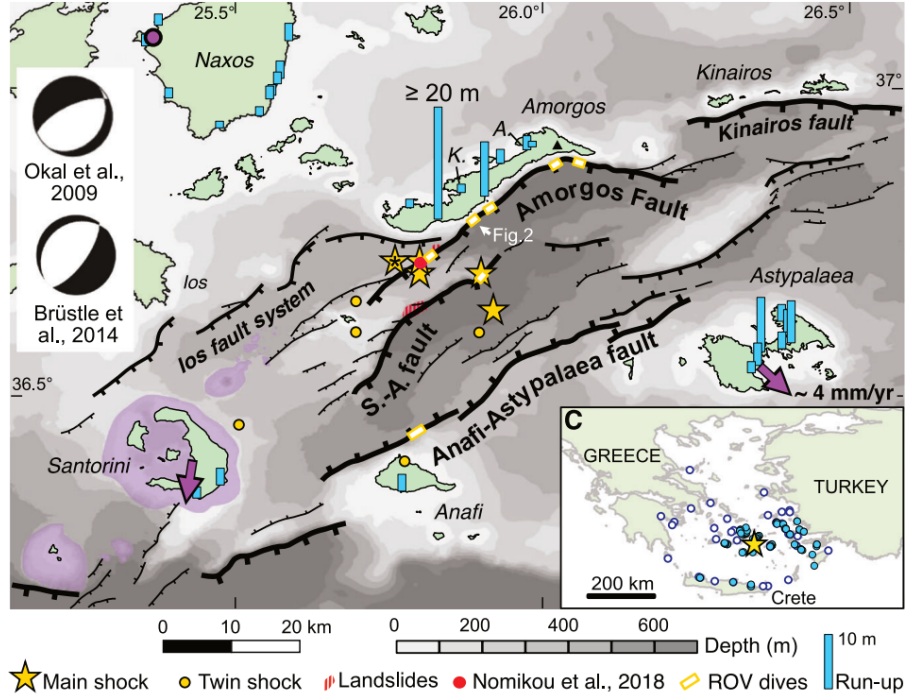 25.5°
26.0°
26.5°
Naxos
Kinairos
37°
≥ 20 m
Amorgos
A.
Kinairos fault
K.
Okal et al.,
2009
Amorgos Fault
Fig.2
Ios
Astypalaea
Brüstle et
al., 2014
Ios fault system
36.5°
S.-A. fault
Anafi-Astypalaea fault
~ 4 mm/yr
Santorini
Anafi
C
GREECE
TURKEY
200 km
Crete
0 10 20 km
0 200 400 600
Depth (m)
10 m
Main shock
Twin shock
Landslides
Nomikou et al., 2018
ROV dives
Run-up